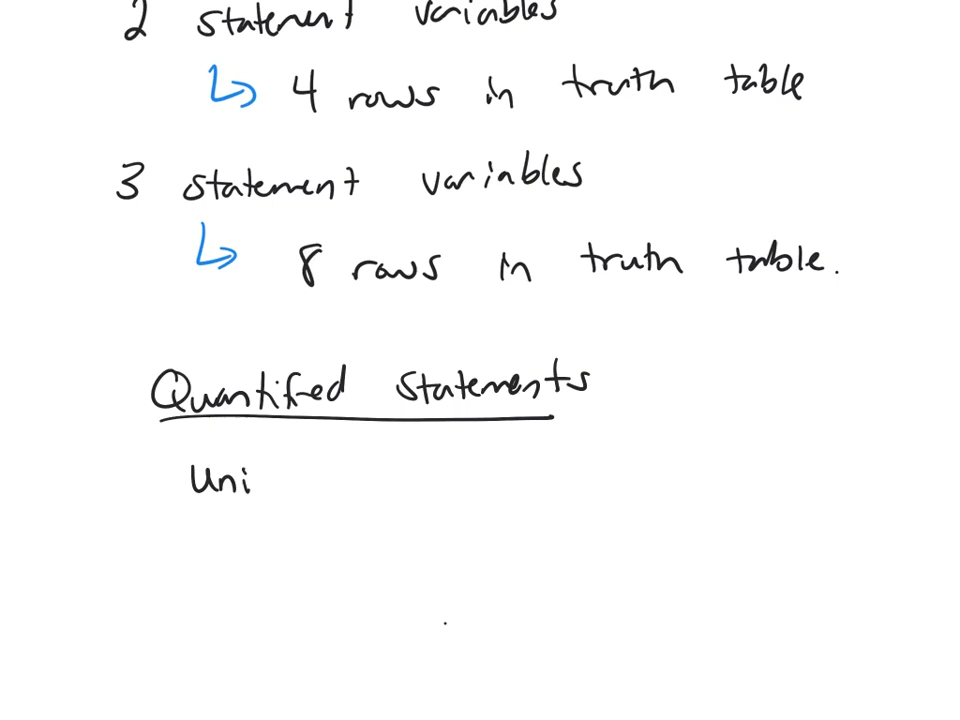 2 statement variables
↳ 4 rows in truth table
3 statement variables
↳ 8 rows in truth table.
Quantified Statements
Uni